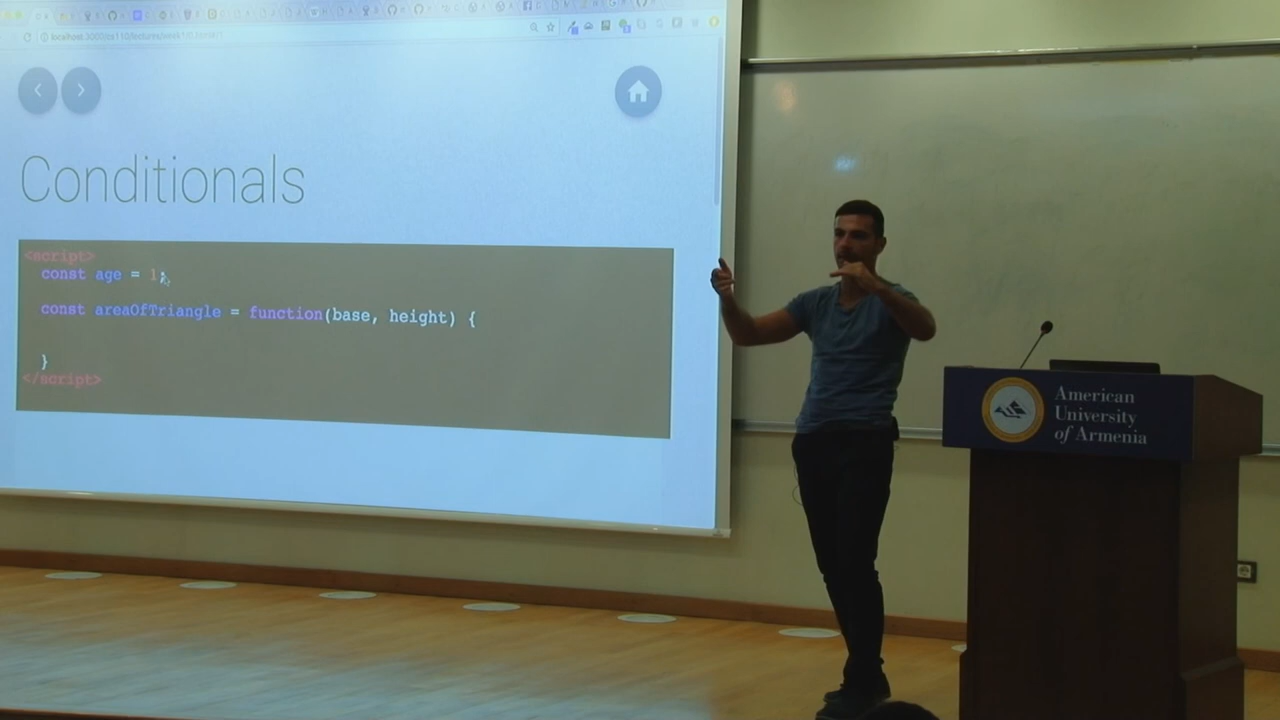 Conditionals
<script>
const age = 1;
const areaOfTriangle = function(base, height) {
}
</script>
American
University
of Armenia